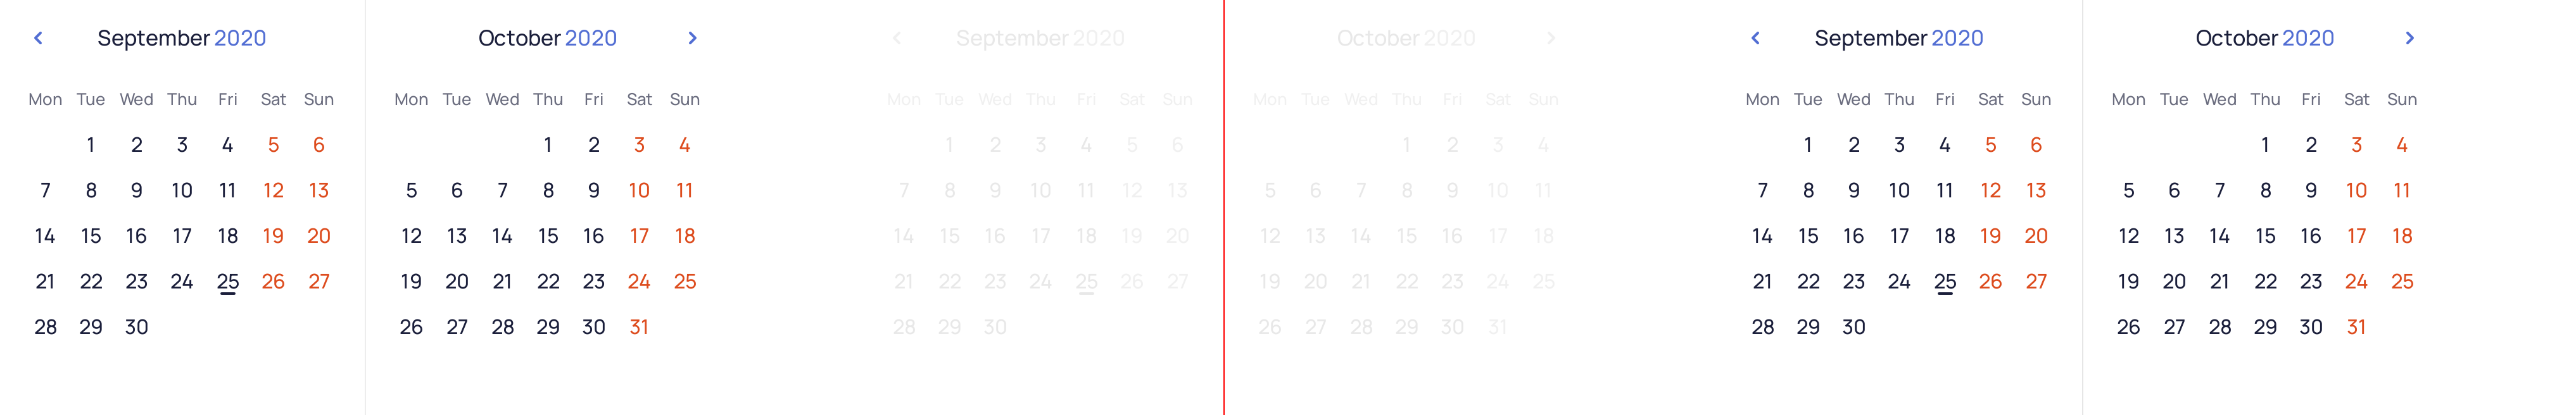 September 2020 October 2020 September 2020 October 2020 September 2020 October 2020
Mon Tue Wed Thu Fri Sat Sun Mon Tue Wed Thu Fri Sat Sun Mon Tue Wed Thu Fri Sat Sun Mon Tue Wed Thu Fri Sat Sun Mon Tue Wed Thu Fri Sat Sun Mon Tue Wed Thu Fri Sat Sun
1 2 3 4 5 6 1 2 3 4 1 2 3 4 5 6 1 2 3 4 1 2 3 4 5 6 1 2 3 4
7 8 9 10 11 12 13 5 6 7 8 9 10 11 7 8 9 10 11 12 13 5 6 7 8 9 10 11 7 8 9 10 11 12 13 5 6 7 8 9 10 11
14 15 16 17 18 19 20 12 13 14 15 16 17 18 14 15 16 17 18 19 20 12 13 14 15 16 17 18 14 15 16 17 18 19 20 12 13 14 15 16 17 18
21 22 23 24 25 26 27 19 20 21 22 23 24 25 21 22 23 24 25 26 27 19 20 21 22 23 24 25 21 22 23 24 25 26 27 19 20 21 22 23 24 25
28 29 30 26 27 28 29 30 31 28 29 30 26 27 28 29 30 31 28 29 30 26 27 28 29 30 31